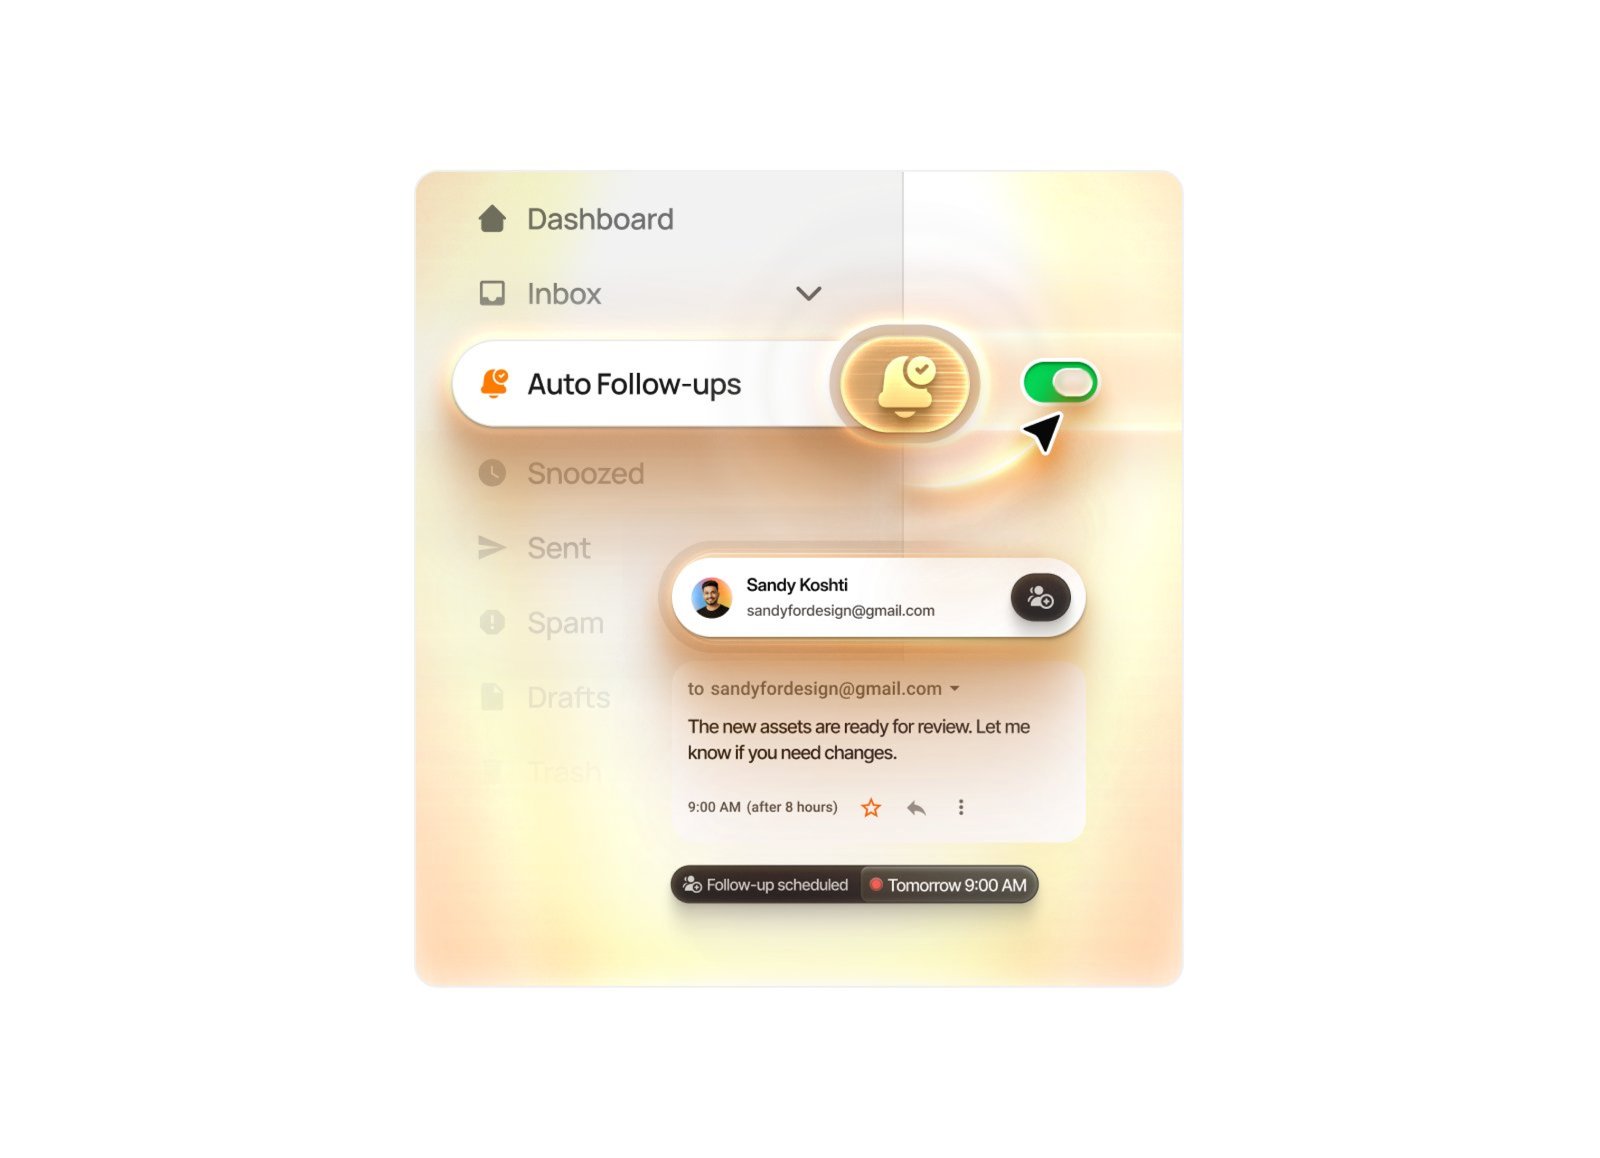 Dashboard
Inbox
Auto Follow-ups
Snoozed
Sent
Spam
Drafts
Trash
Sandy Koshti
sandyfordesign@gmail.com
to sandyfordesign@gmail.com
The new assets are ready for review. Let me
know if you need changes.
9:00 AM (after 8 hours)
Follow-up scheduled Tomorrow 9:00 AM